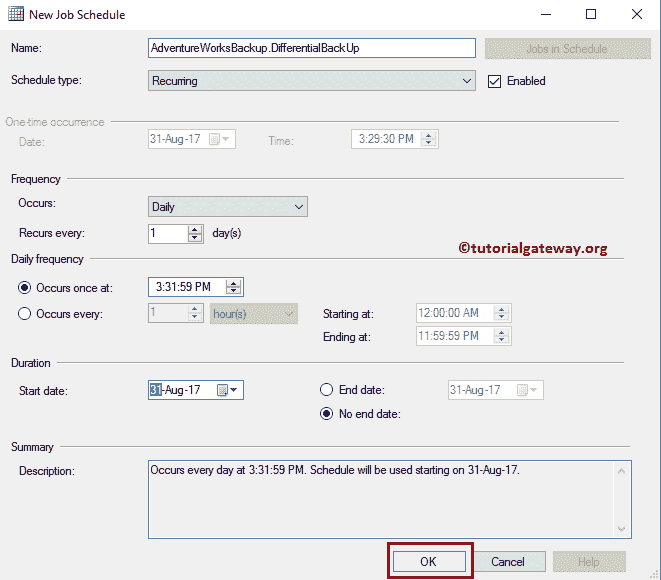 New Job Schedule
Name: AdventureWorksBackup.DifferentialBackUp Jobs in Schedule
Schedule type: Recurring Enabled
One-time occurrence
Date: 31-Aug-17 Time: 3:29:30 PM
Frequency
Occurs: Daily
Recurs every: 1 day(s)
©tutorialgateway.org
Daily frequency
Occurs once at: 3:31:59 PM
Occurs every: 1 hour(s) Starting at: 12:00:00 AM
Ending at: 11:59:59 PM
Duration
Start date: 31-Aug-17 End date: 31-Aug-17
No end date:
Summary
Description: Occurs every day at 3:31:59 PM. Schedule will be used starting on 31-Aug-17.
OK Cancel Help